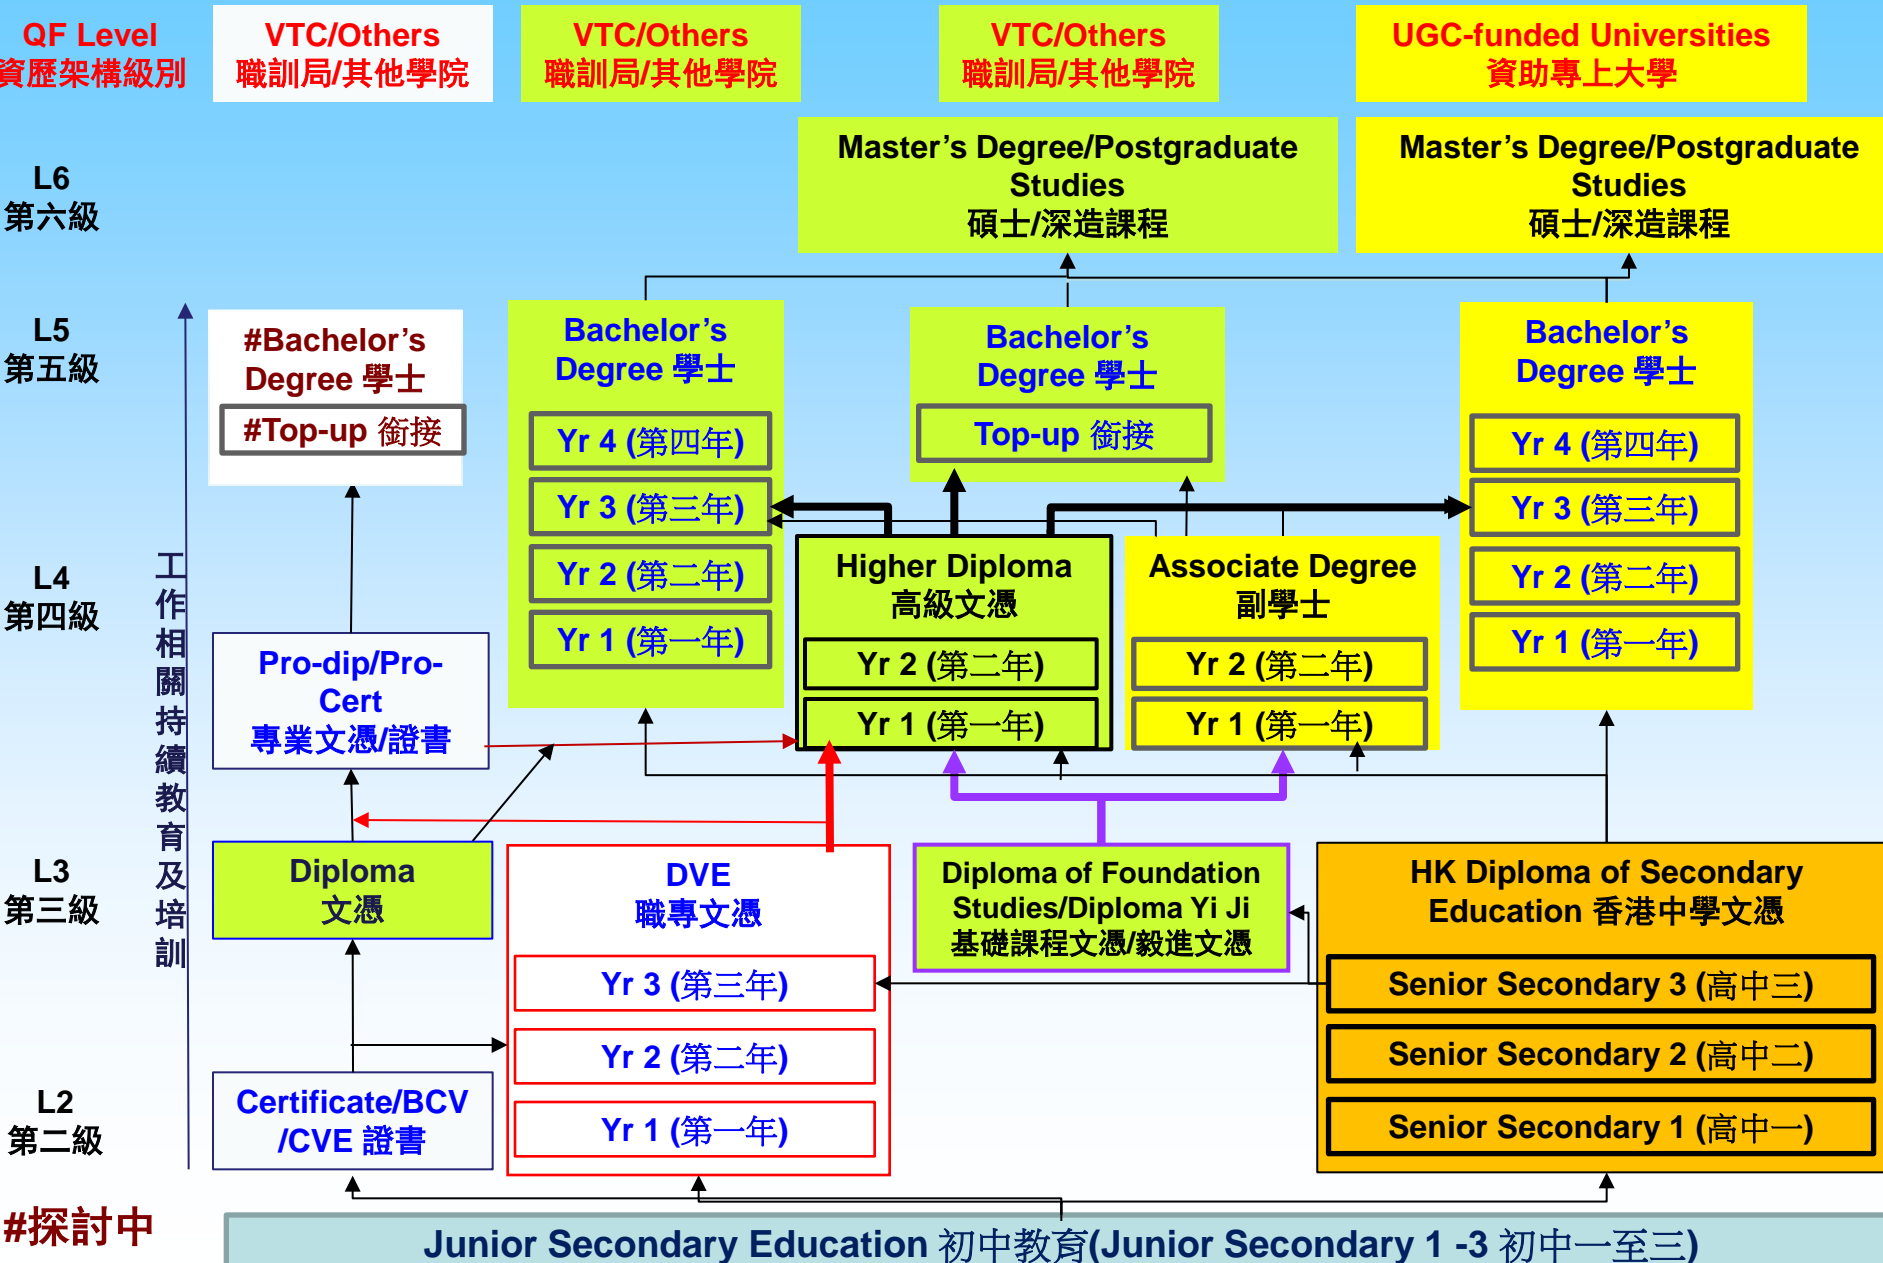 QF Level
資歷架構級別
VTC/Others
職訓局/其他學院
VTC/Others
職訓局/其他學院
VTC/Others
職訓局/其他學院
UGC-funded Universities
資助專上大學
L6
第六級
Master’s Degree/Postgraduate
Studies
碩士/深造課程
Master’s Degree/Postgraduate
Studies
碩士/深造課程
L5
第五級
#Bachelor’s
Degree 學士
#Top-up 銜接
Bachelor’s
Degree 學士
Yr 4 (第四年)
Yr 3 (第三年)
Yr 2 (第二年)
Yr 1 (第一年)
Bachelor’s
Degree 學士
Top-up 銜接
Bachelor’s
Degree 學士
Yr 4 (第四年)
Yr 3 (第三年)
Yr 2 (第二年)
Yr 1 (第一年)
L4
第四級
工作相關持續教育及培訓
Pro-dip/Pro-
Cert
專業文憑/證書
Higher Diploma
高級文憑
Yr 2 (第二年)
Yr 1 (第一年)
Associate Degree
副學士
Yr 2 (第二年)
Yr 1 (第一年)
L3
第三級
Diploma
文憑
DVE
職專文憑
Yr 3 (第三年)
Yr 2 (第二年)
Yr 1 (第一年)
Diploma of Foundation
Studies/Diploma Yi Ji
基礎課程文憑/毅進文憑
HK Diploma of Secondary
Education 香港中學文憑
Senior Secondary 3 (高中三)
Senior Secondary 2 (高中二)
Senior Secondary 1 (高中一)
L2
第二級
Certificate/BCV
/CVE 證書
#探討中
Junior Secondary Education 初中教育(Junior Secondary 1 -3 初中一至三)